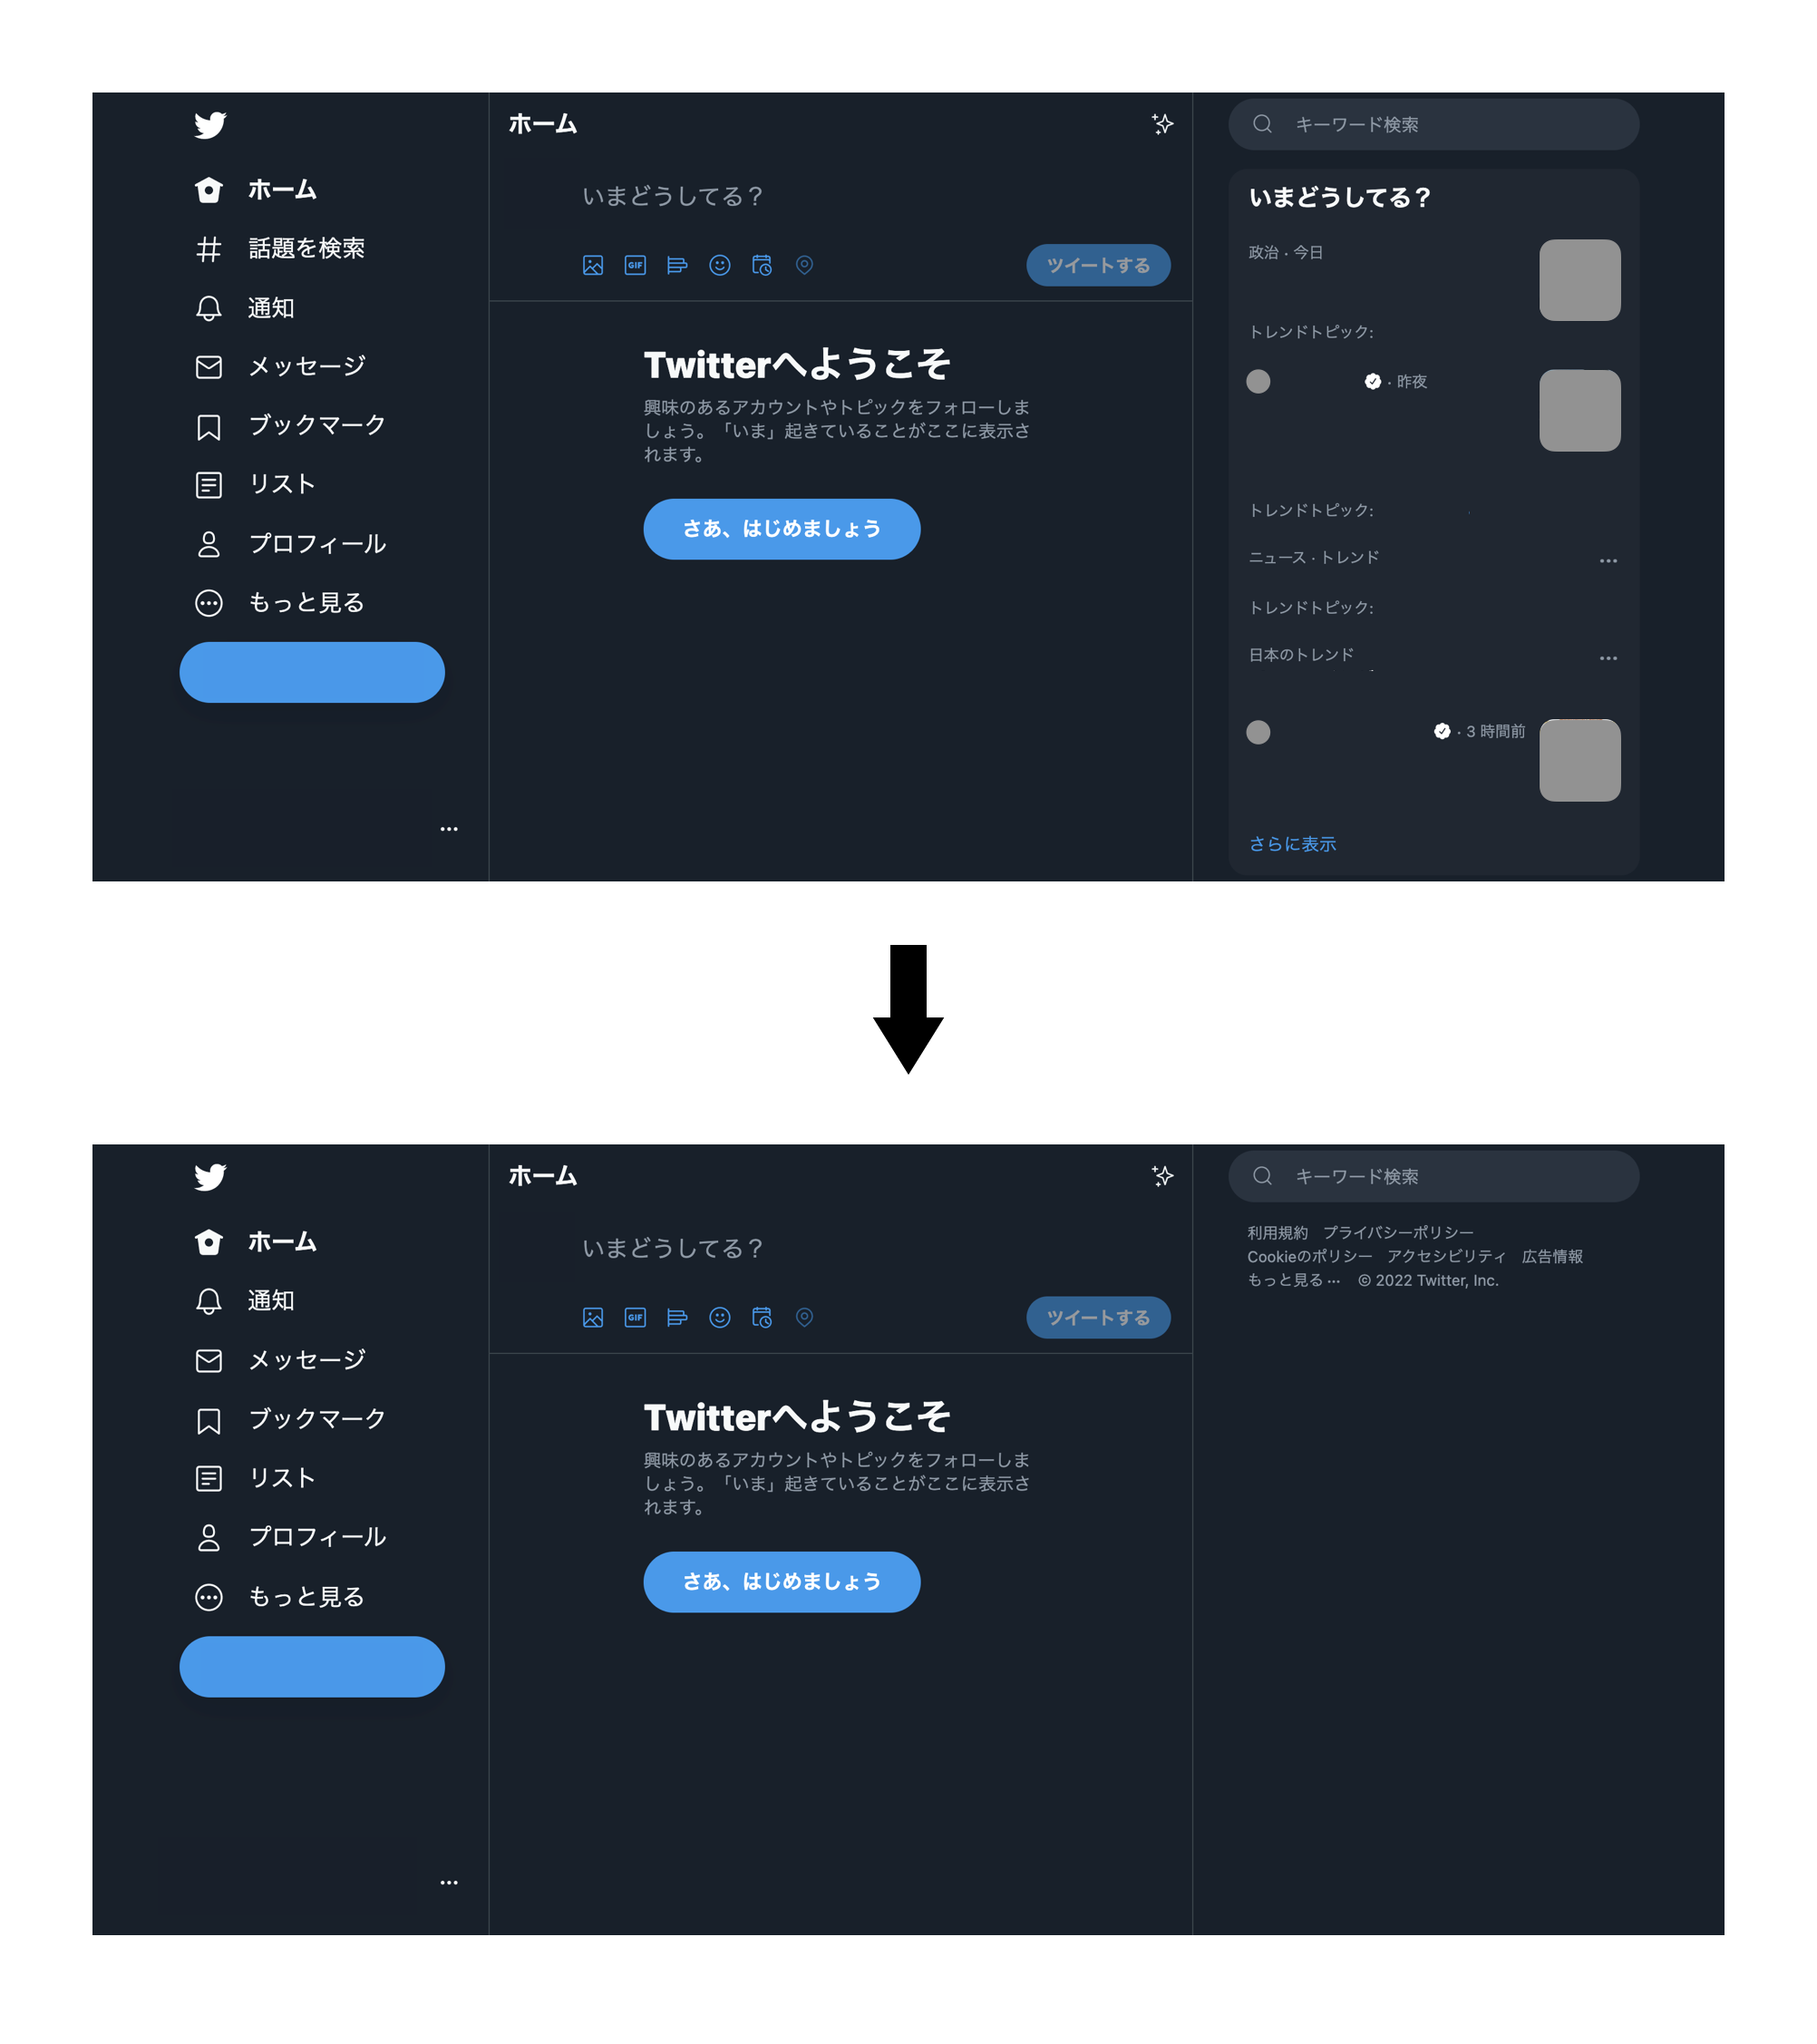 ホーム
話題を検索
通知
メッセージ
ブックマーク
リスト
プロフィール
もっと見る
ホーム
いまどうしてる？
GIF
ツイートする
Twitterへようこそ
興味のあるアカウントやトピックをフォローしま
しょう。「いま」起きていることがここに表示さ
れます。
さあ、はじめましょう
キーワード検索
いまどうしてる？
政治 · 今日
トレンドトピック:
· 昨夜
トレンドトピック:
ニュース · トレンド
トレンドトピック:
日本のトレンド
· 3 時間前
さらに表示
ホーム
通知
メッセージ
ブックマーク
リスト
プロフィール
もっと見る
ホーム
いまどうしてる？
GIF
ツイートする
Twitterへようこそ
興味のあるアカウントやトピックをフォローしま
しょう。「いま」起きていることがここに表示さ
れます。
さあ、はじめましょう
キーワード検索
利用規約 プライバシーポリシー
Cookieのポリシー アクセシビリティ 広告情報
もっと見る … © 2022 Twitter, Inc.